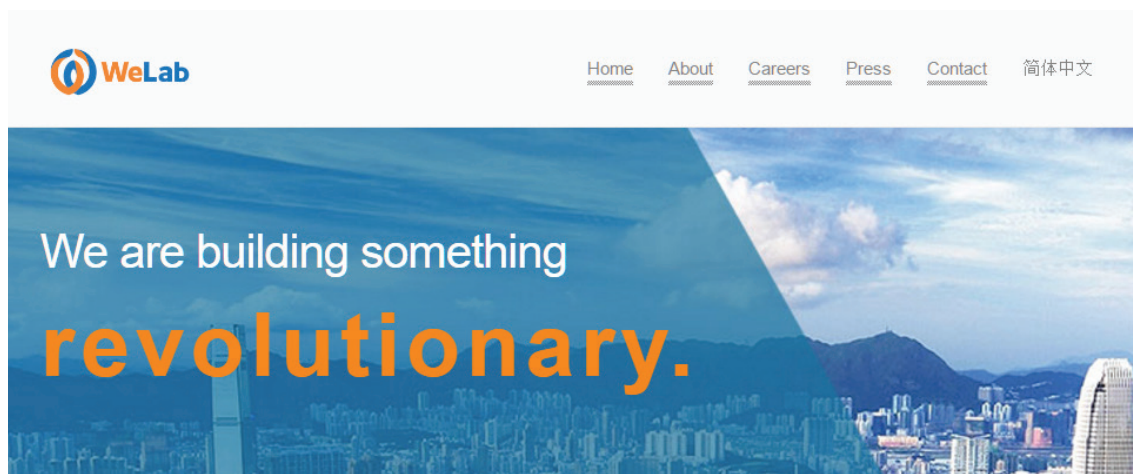 WeLab
Home About Careers Press Contact 简体中文
We are building something
revolutionary.